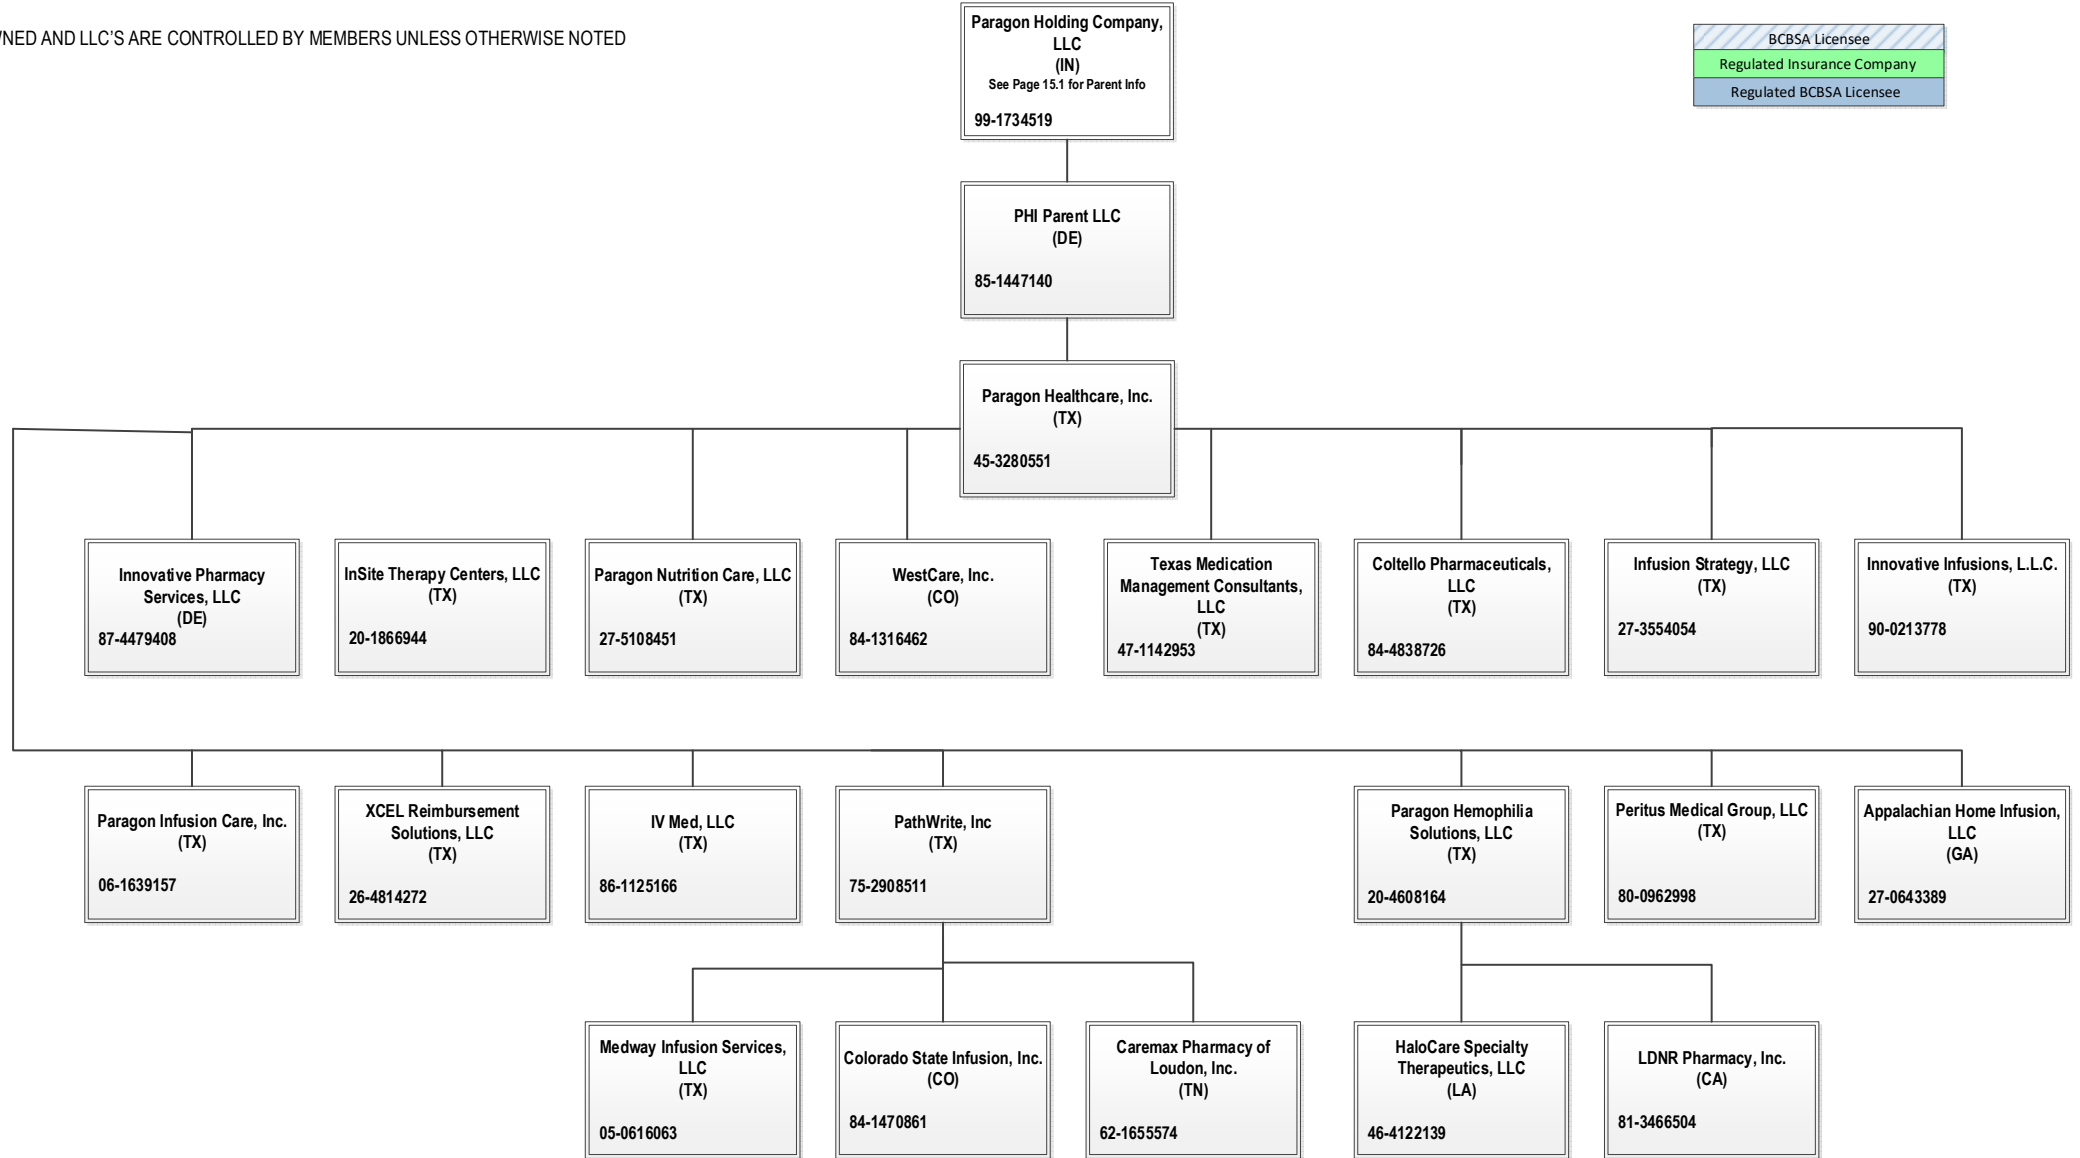 WNED AND LLC'S ARE CONTROLLED BY MEMBERS UNLESS OTHERWISE NOTED
Paragon Holding Company,
LLC
(IN)
See Page 15.1 for Parent Info
99-1734519
BCBSA Licensee
Regulated Insurance Company
Regulated BCBSA Licensee
PHI Parent LLC
(DE)
85-1447140
Paragon Healthcare, Inc.
(TX)
45-3280551
Innovative Pharmacy
Services, LLC
(DE)
87-4479408
InSite Therapy Centers, LLC
(TX)
20-1866944
Paragon Nutrition Care, LLC
(TX)
27-5108451
WestCare, Inc.
(CO)
84-1316462
Texas Medication
Management Consultants,
LLC
(TX)
47-1142953
Coltello Pharmaceuticals,
LLC
(TX)
84-4838726
Infusion Strategy, LLC
(TX)
27-3554054
Innovative Infusions, L.L.C.
(TX)
90-0213778
Paragon Infusion Care, Inc.
(TX)
06-1639157
XCEL Reimbursement
Solutions, LLC
(TX)
26-4814272
IV Med, LLC
(TX)
86-1125166
PathWrite, Inc
(TX)
75-2908511
Paragon Hemophilia
Solutions, LLC
(TX)
20-4608164
Peritus Medical Group, LLC
(TX)
80-0962998
Appalachian Home Infusion,
LLC
(GA)
27-0643389
Medway Infusion Services,
LLC
(TX)
05-0616063
Colorado State Infusion, Inc.
(CO)
84-1470861
Caremax Pharmacy of
Loudon, Inc.
(TN)
62-1655574
HaloCare Specialty
Therapeutics, LLC
(LA)
46-4122139
LDNR Pharmacy, Inc.
(CA)
81-3466504